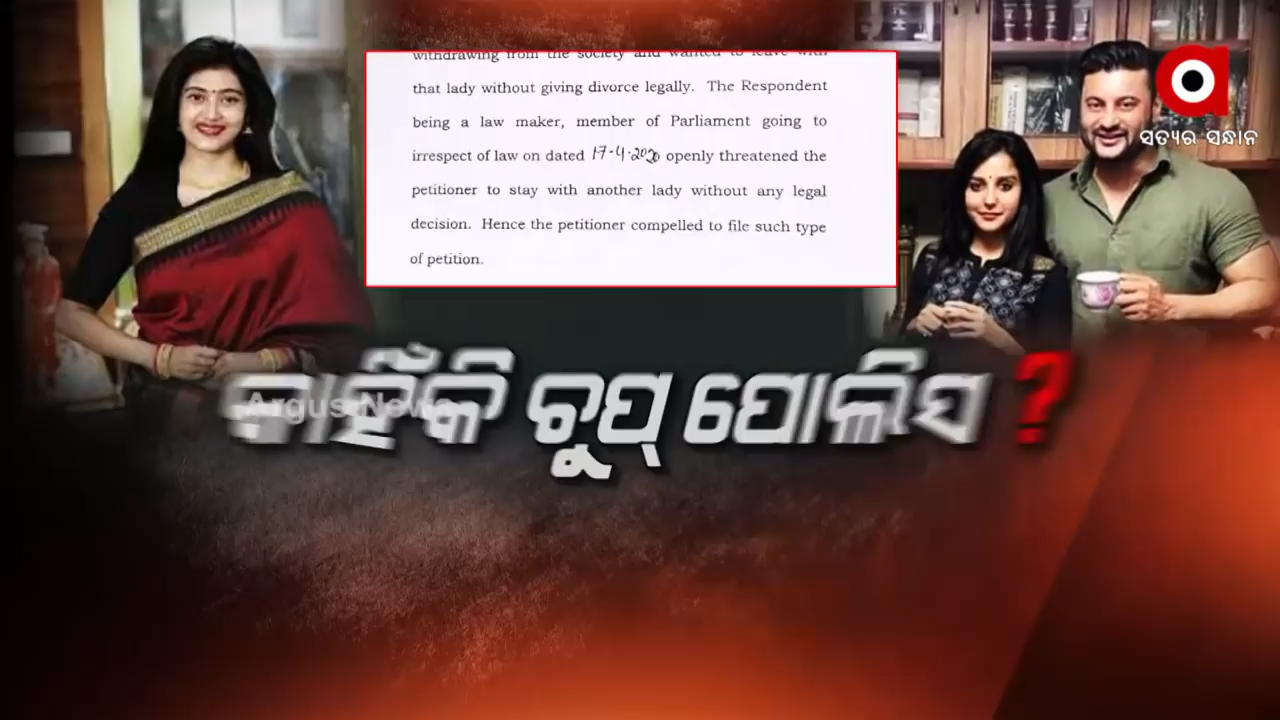 withdrawing from the society and wanted to leave with
that lady without giving divorce legally. The Respondent
being a law maker, member of Parliament going to
irrespect of law on dated 17-4-2020 openly threatened the
petitioner to stay with another lady without any legal
decision. Hence the petitioner compelled to file such type
of petition.
ସତ୍ୟର ସନ୍ଧାନ
କାହିଁକି ଚୁପ୍ ପୋଲିସ ?
Argus News